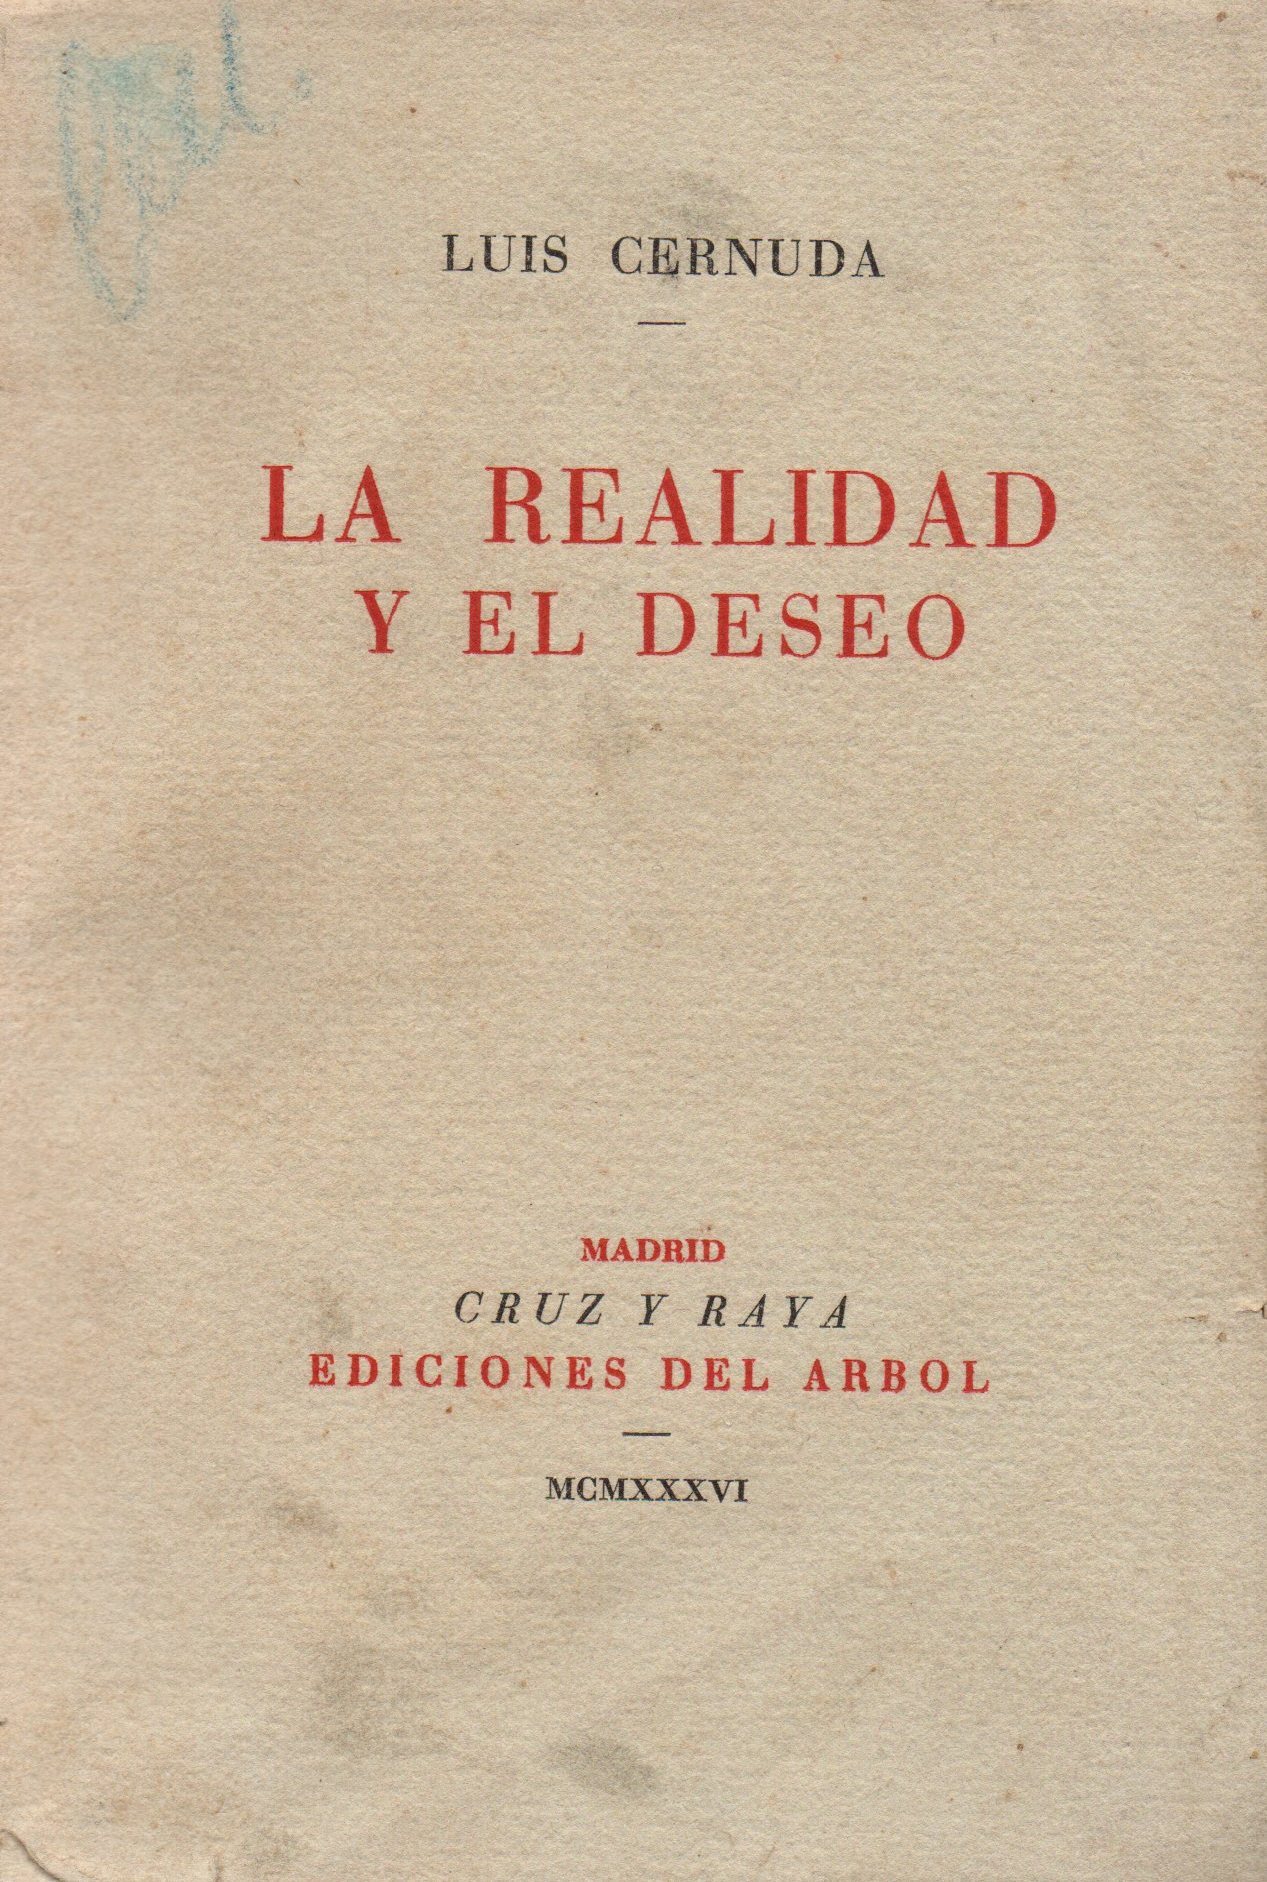 LUIS CERNUDA
LA REALIDAD
Y EL DESEO
MADRID
CRUZ Y RAYA
EDICIONES DEL ARBOL
MCMXXXVI